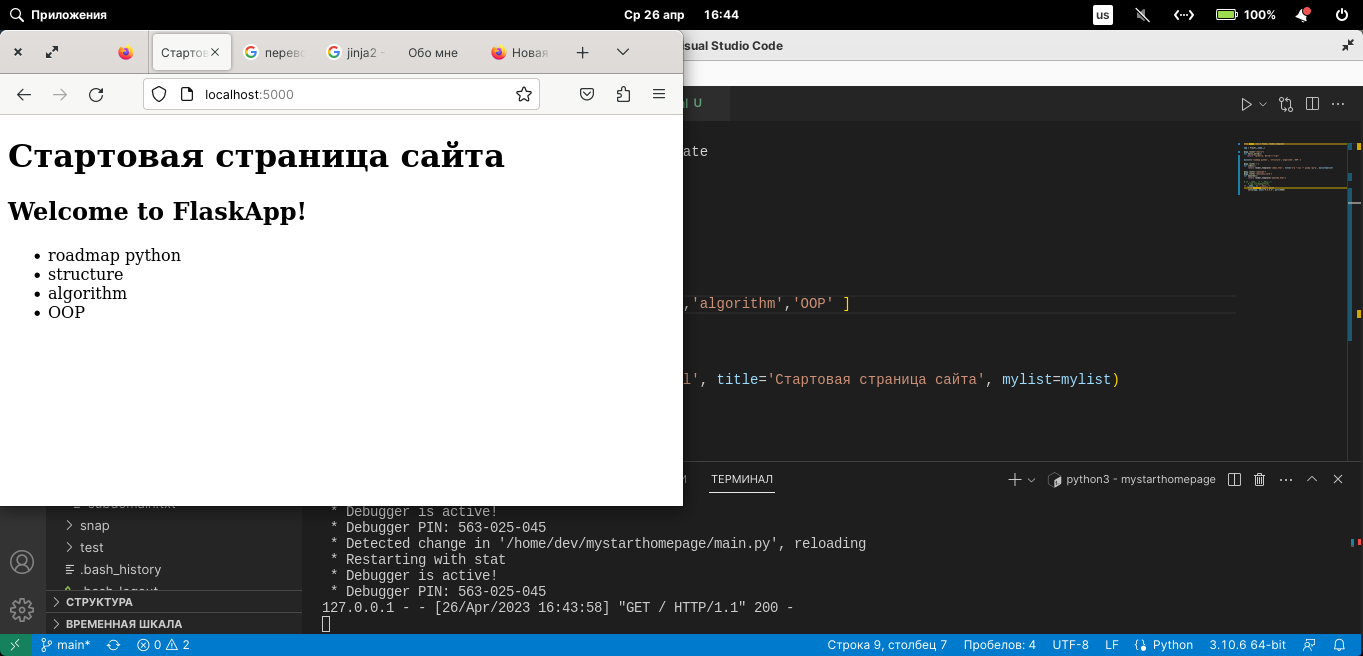 Приложения
Ср 26 апр 16:44
us
100%
Старто
перево
jinja2 -
Обо мне
Новая
sual Studio Code
localhost:5000
U
Стартовая страница сайта
Welcome to FlaskApp!
roadmap python
structure
algorithm
OOP
ate
,'algorithm','OOP' ]
l', title='Стартовая страница сайта', mylist=mylist)
ТЕРМИНАЛ
python3 - mystarthomepage
snap
test
.bash_history
СТРУКТУРА
ВРЕМЕННАЯ ШКАЛА
* Debugger is active!
* Debugger PIN: 563-025-045
* Detected change in '/home/dev/mystarthomepage/main.py', reloading
* Restarting with stat
* Debugger is active!
* Debugger PIN: 563-025-045
127.0.0.1 - - [26/Apr/2023 16:43:58] "GET / HTTP/1.1" 200 -
main*
0
2
Строка 9, столбец 7
Пробелов: 4
UTF-8
LF
Python
3.10.6 64-bit